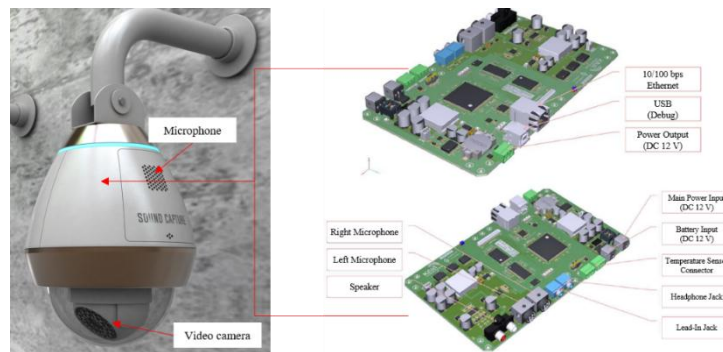 Microphone
SOUND CAPTURE
Video camera
10/100 bps
Ethernet
USB
(Debug)
Power Output
(DC 12 V)
Right Microphone
Left Microphone
Speaker
Main Power Input
(DC 12 V)
Battery Input
(DC 12 V)
Temperature Sense
Connector
Headphone Jack
Lead-In Jack